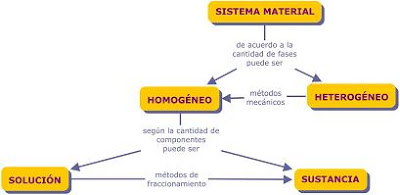 SISTEMA MATERIAL
de acuerdo a la
cantidad de fases
puede ser
HOMOGÉNEO
métodos
mecánicos
HETEROGÉNEO
según la cantidad de
componentes
puede ser
SOLUCIÓN
métodos de
fraccionamiento
SUSTANCIA